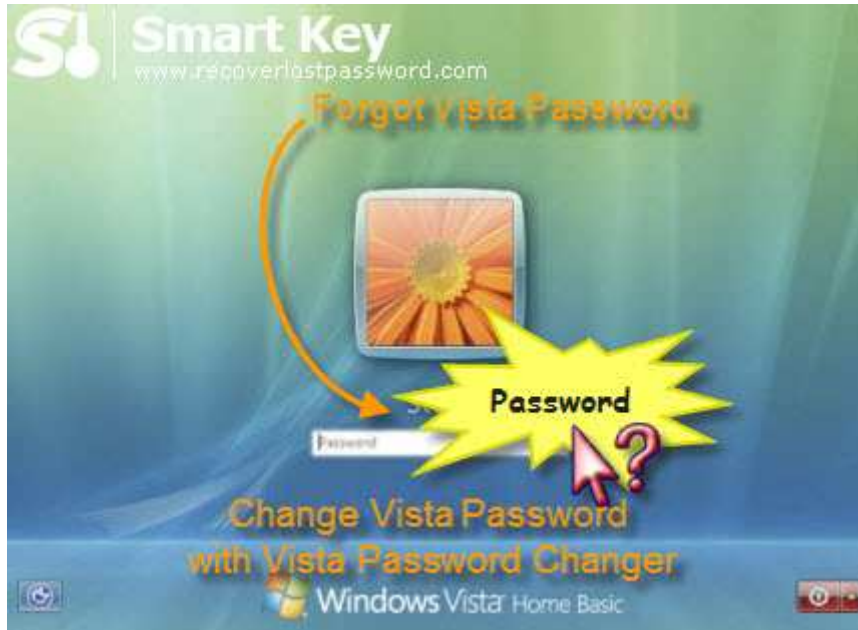 Smart Key
www.recoverlostpassword.com
Forgot Vista Password
Password
Password
?
Change Vista Password
with Vista Password Changer
Windows Vista Home Basic